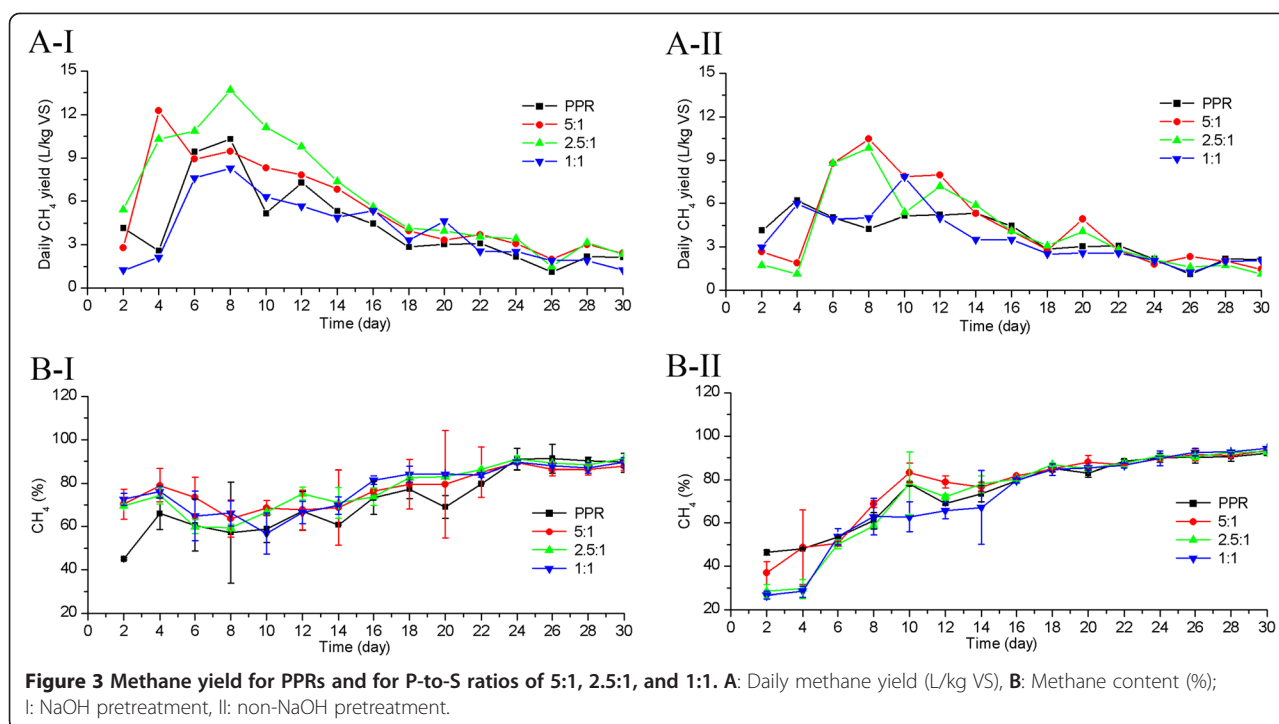 A-I
15
12
9
6
3
0
Daily CH4 yield (L/kg VS)
PPR
5:1
2.5:1
1:1
0 2 4 6 8 10 12 14 16 18 20 22 24 26 28 30
Time (day)
A-II
15
12
9
6
3
0
Daily CH4 yield (L/kg VS)
PPR
5:1
2.5:1
1:1
0 2 4 6 8 10 12 14 16 18 20 22 24 26 28 30
Time (day)
B-I
120
100
80
60
40
20
CH4 (%)
PPR
5:1
2.5:1
1:1
0 2 4 6 8 10 12 14 16 18 20 22 24 26 28 30
Time (day)
B-II
120
100
80
60
40
20
CH4 (%)
PPR
5:1
2.5:1
1:1
0 2 4 6 8 10 12 14 16 18 20 22 24 26 28 30
Time (day)
Figure 3 Methane yield for PPRs and for P-to-S ratios of 5:1, 2.5:1, and 1:1. A: Daily methane yield (L/kg VS), B: Methane content (%);
I: NaOH pretreatment, II: non-NaOH pretreatment.